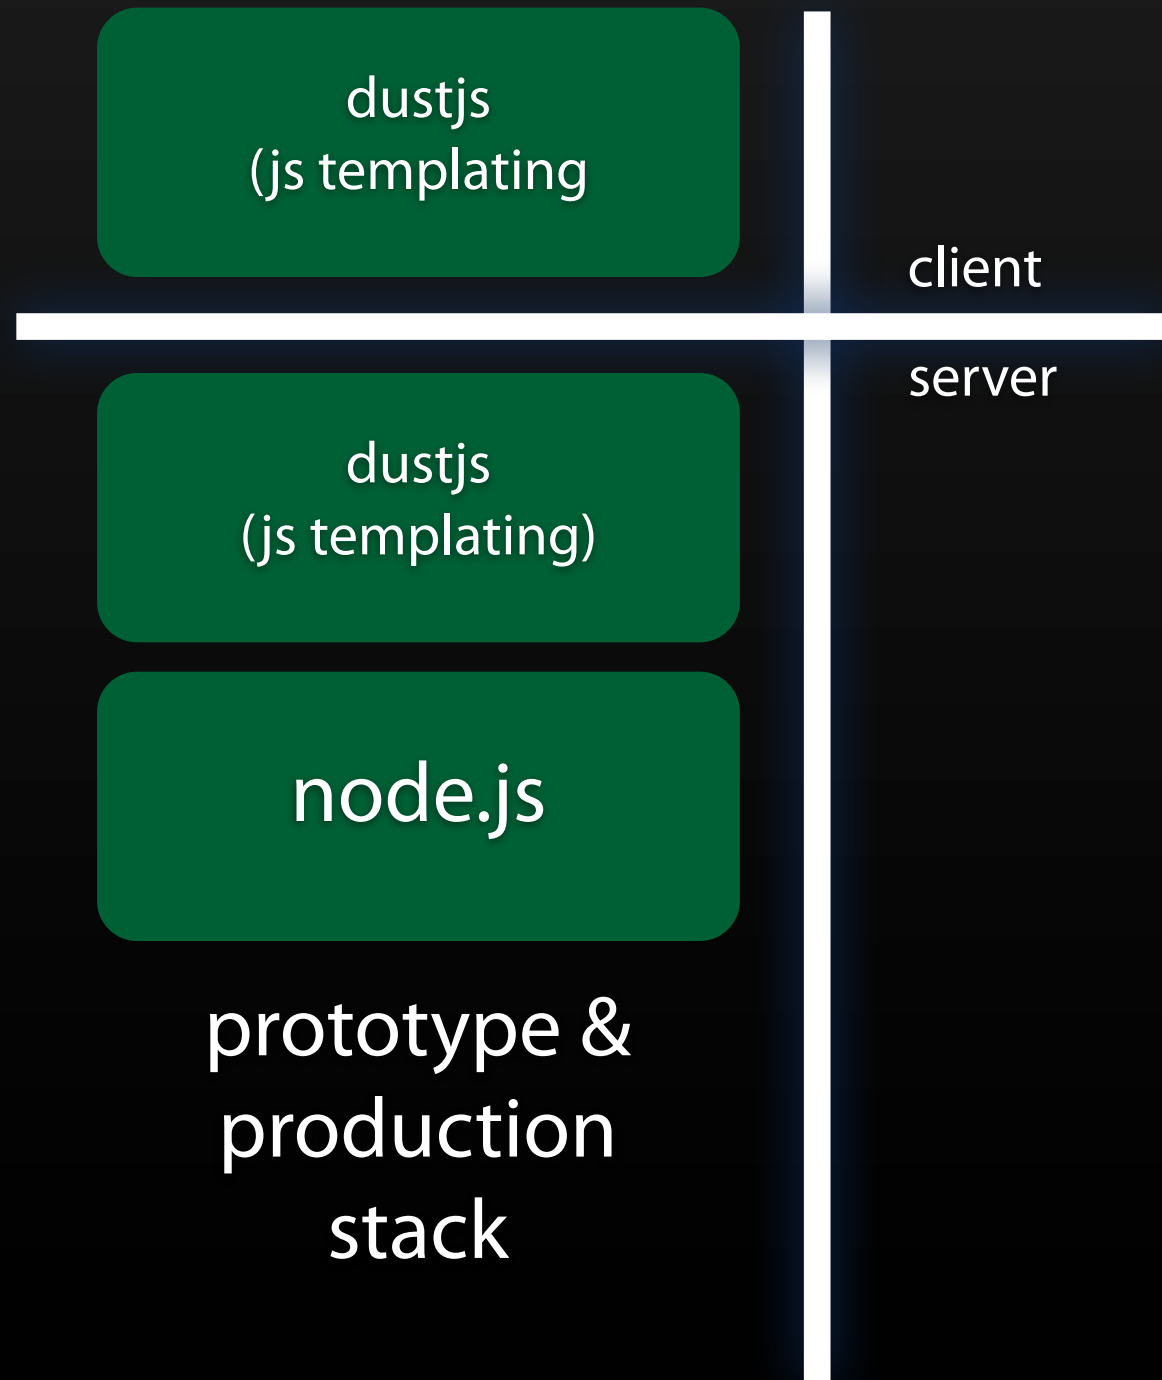 dustjs
(js templating
client
server
dustjs
(js templating)
node.js
prototype &
production
stack